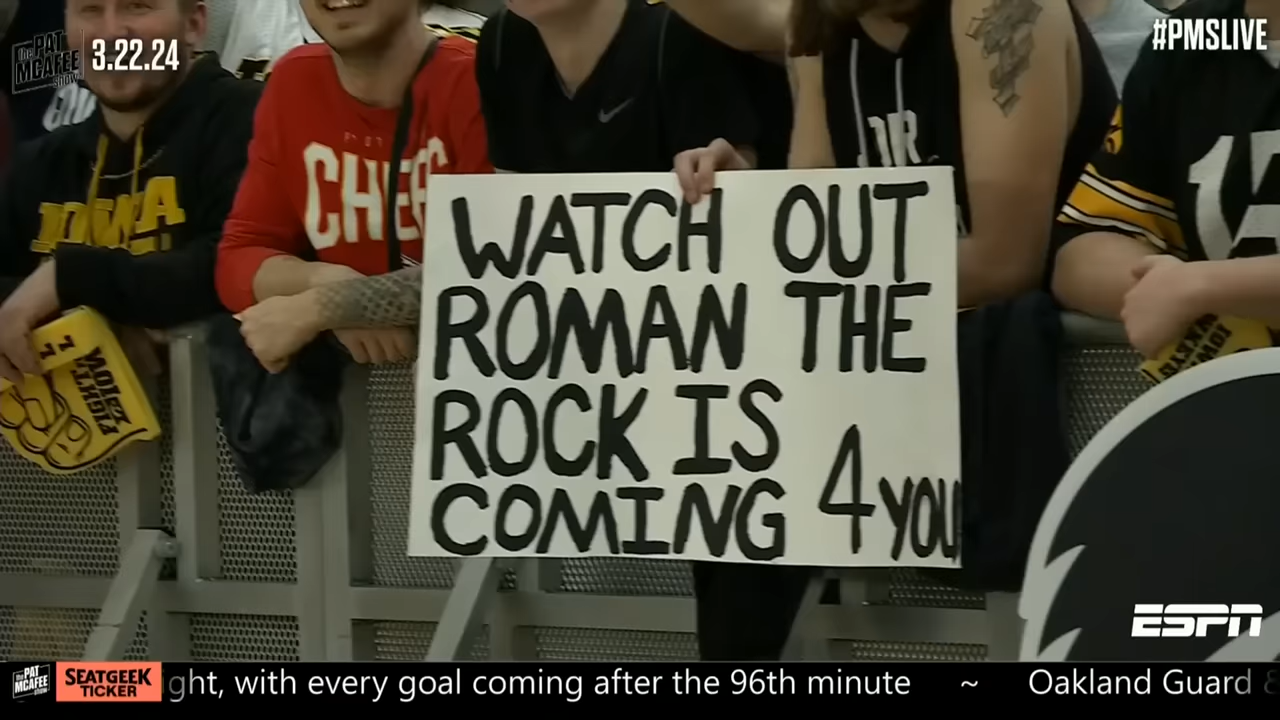 THE PAT MCAFEE SHOW
3.22.24
#PMSLIVE
IOWA
CHIEFS
WATCH OUT
ROMAN THE
ROCK IS
COMING 4 YOU
ESPN
THE PAT MCAFEE SHOW
SEATGEEK
TICKER
ght, with every goal coming after the 96th minute ~ Oakland Guard &